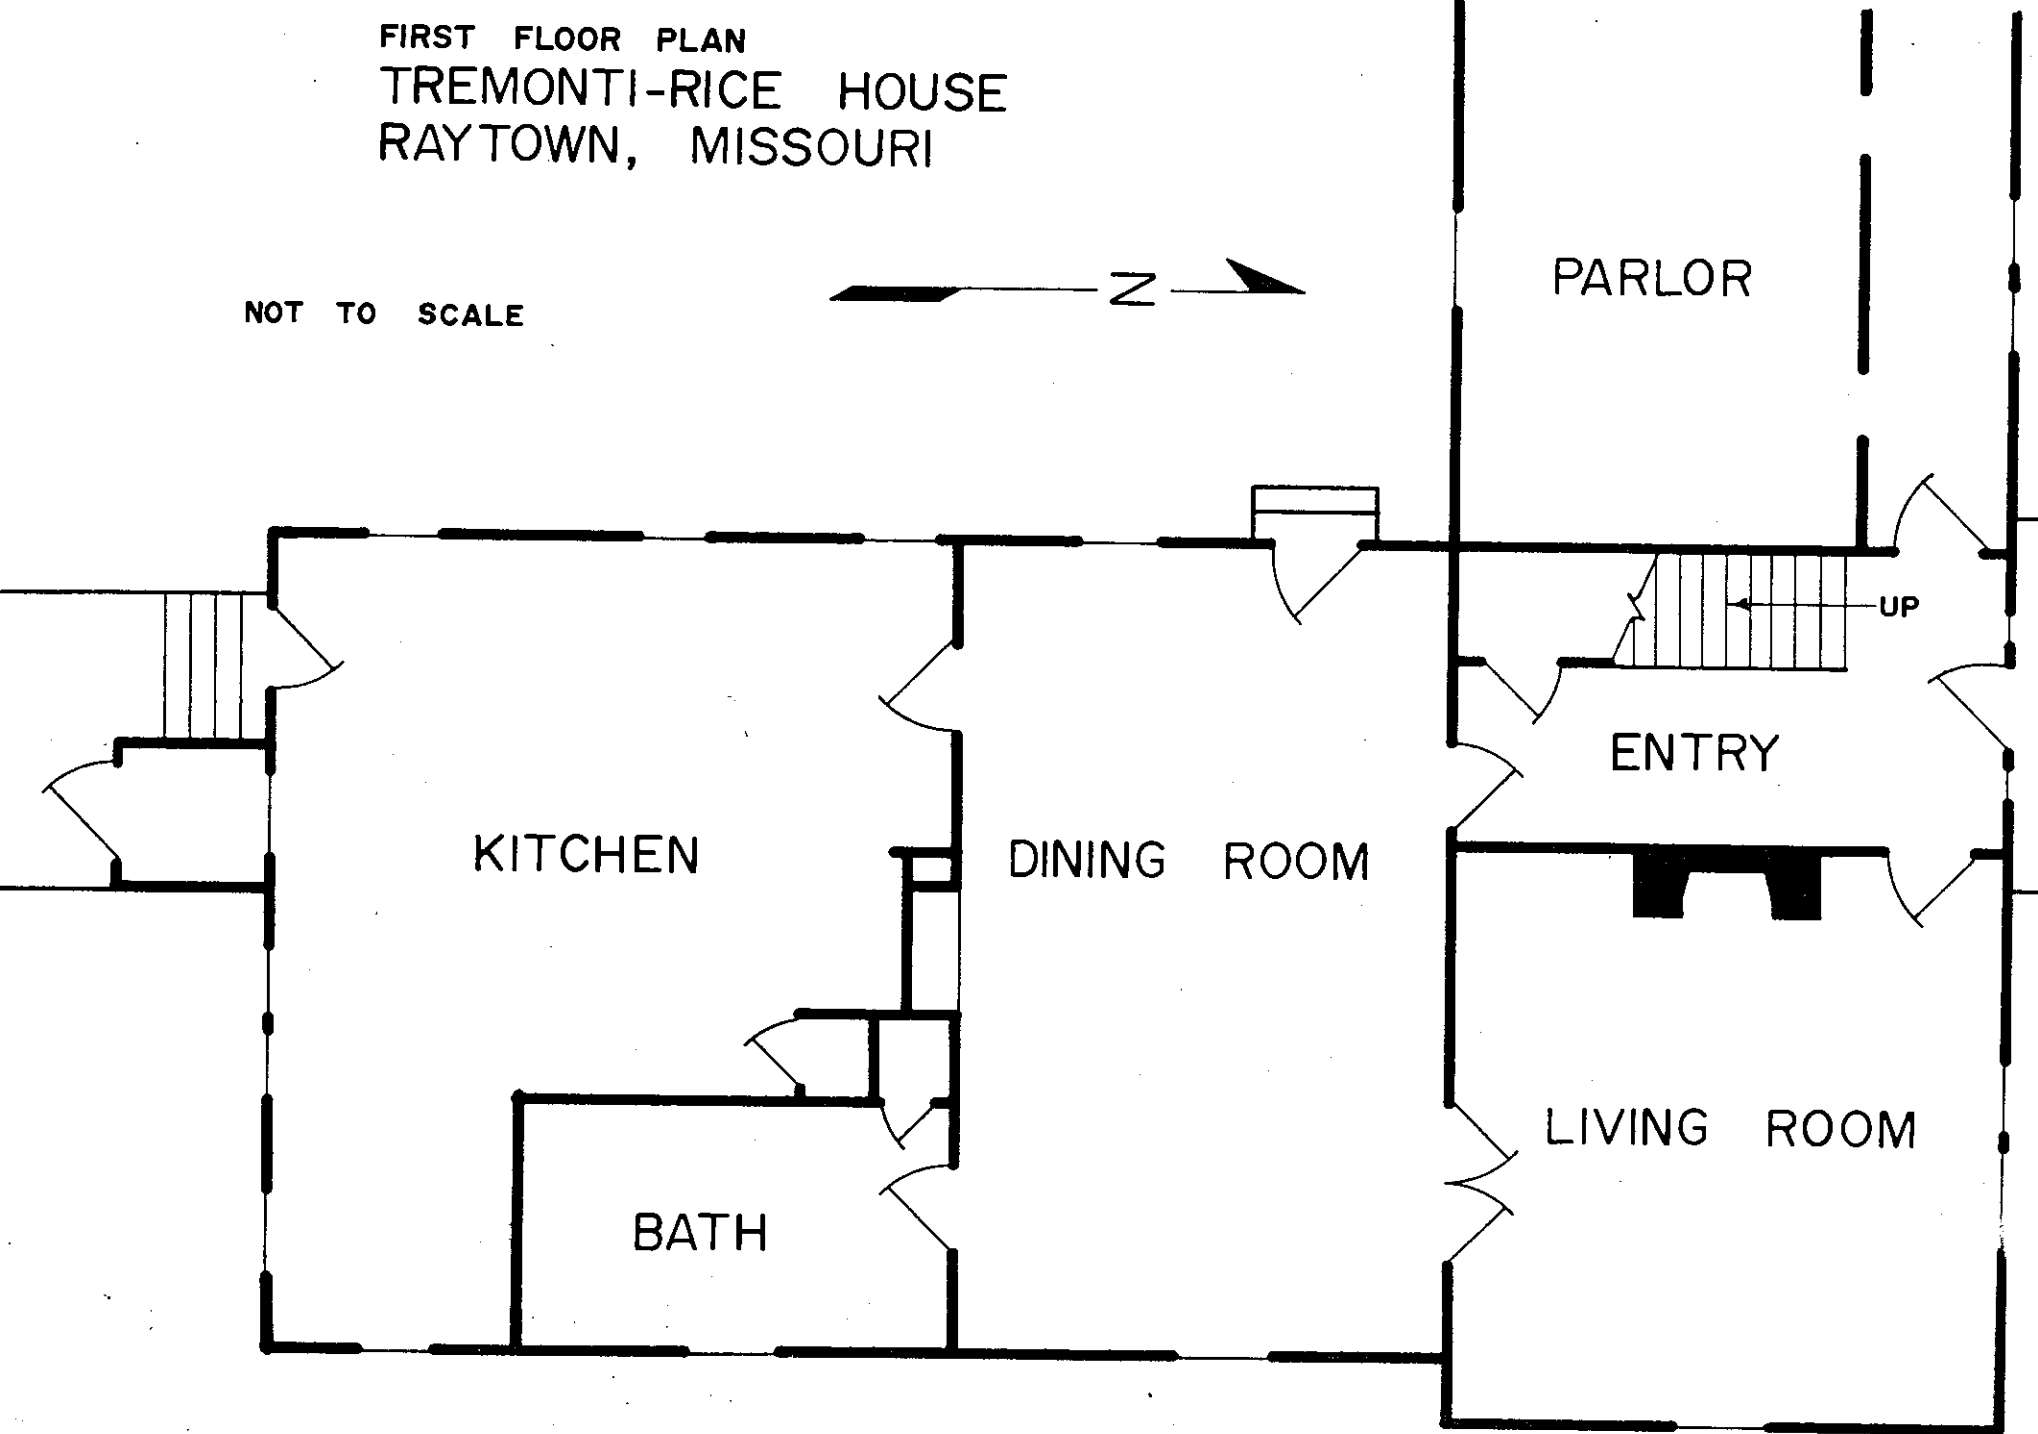 FIRST FLOOR PLAN
TREMONTI-RICE HOUSE
RAYTOWN, MISSOURI
NOT TO SCALE
N
PARLOR
UP
ENTRY
KITCHEN
DINING ROOM
LIVING ROOM
BATH